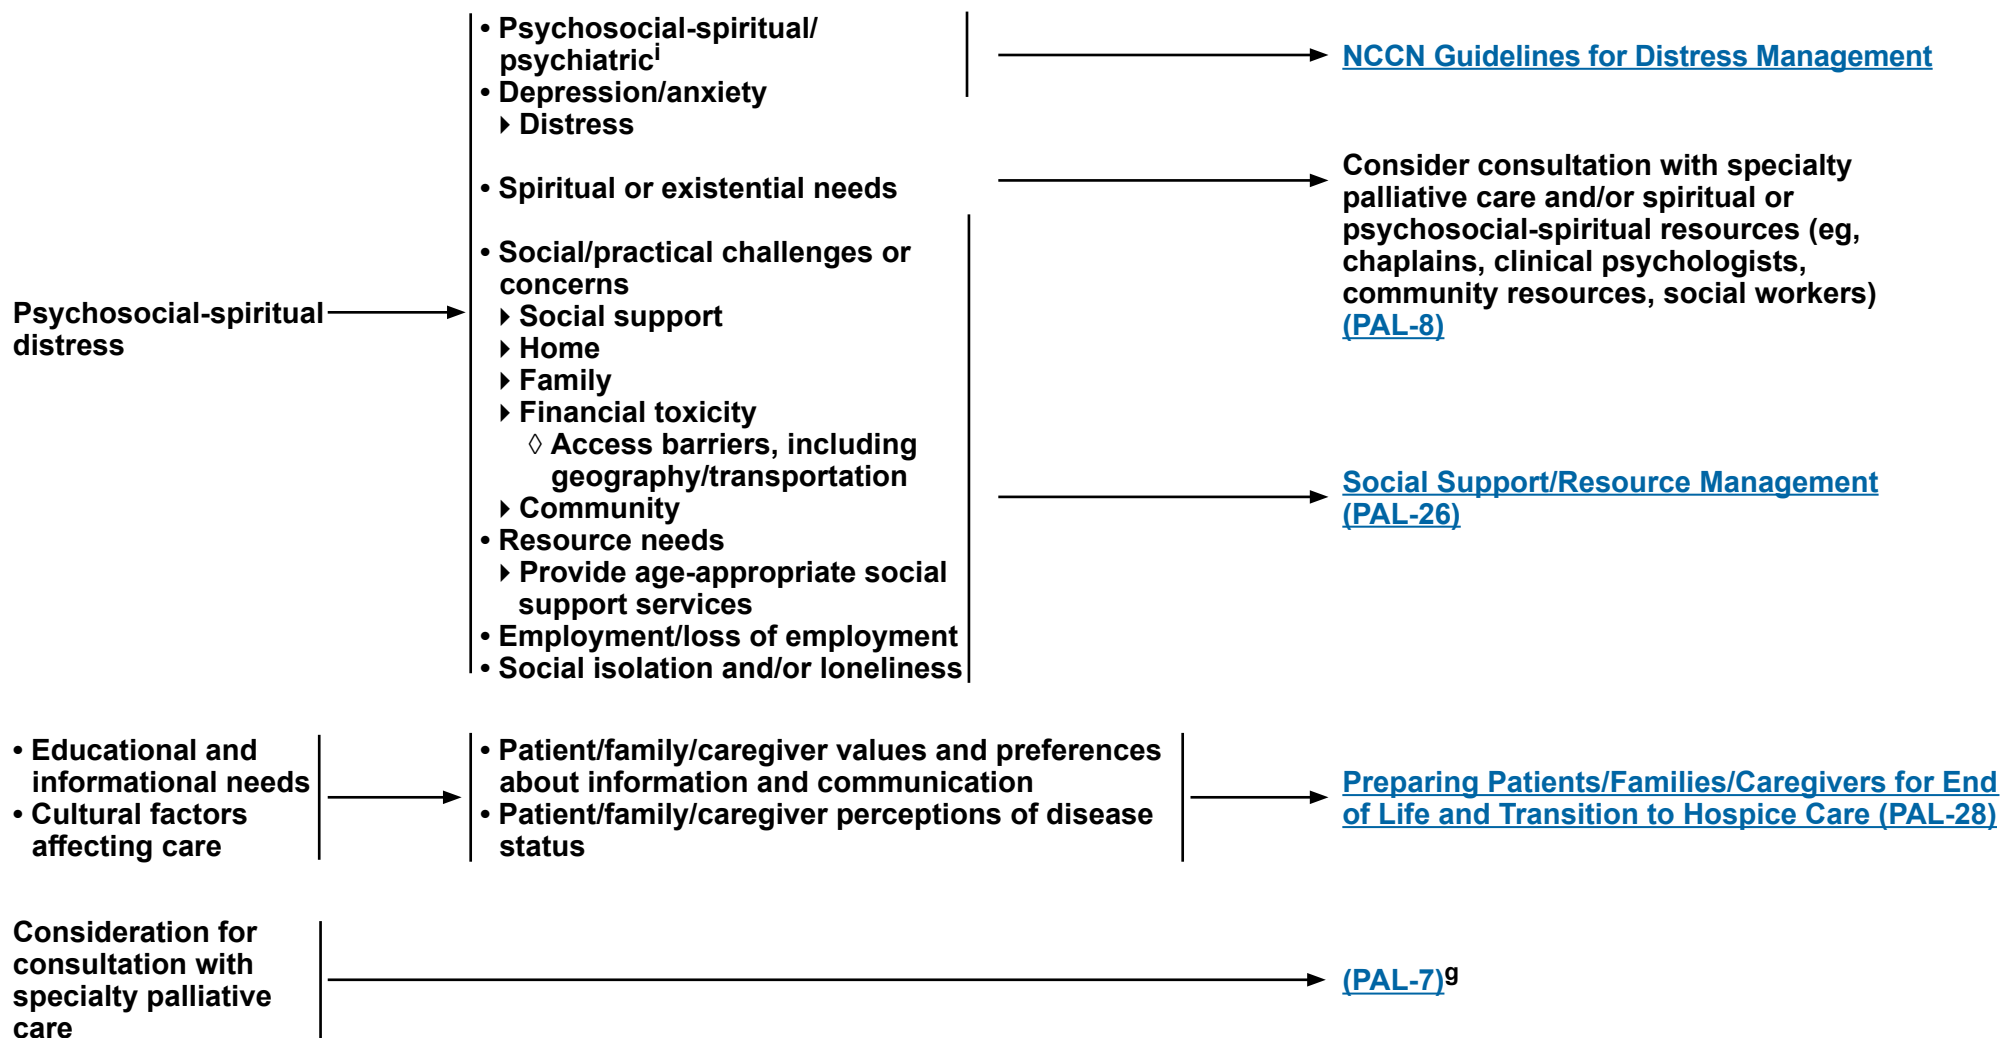 • Psychosocial-spiritual/
psychiatrici
• Depression/anxiety
▸ Distress
NCCN Guidelines for Distress Management
• Spiritual or existential needs
Consider consultation with specialty
palliative care and/or spiritual or
psychosocial-spiritual resources (eg,
chaplains, clinical psychologists,
community resources, social workers)
(PAL-8)
Psychosocial-spiritual
distress
• Social/practical challenges or
concerns
▸ Social support
▸ Home
▸ Family
▸ Financial toxicity
◊ Access barriers, including
geography/transportation
▸ Community
• Resource needs
▸ Provide age-appropriate social
support services
• Employment/loss of employment
• Social isolation and/or loneliness
Social Support/Resource Management
(PAL-26)
• Educational and
informational needs
• Cultural factors
affecting care
• Patient/family/caregiver values and preferences
about information and communication
• Patient/family/caregiver perceptions of disease
status
Preparing Patients/Families/Caregivers for End
of Life and Transition to Hospice Care (PAL-28)
Consideration for
consultation with
specialty palliative
care
(PAL-7)g